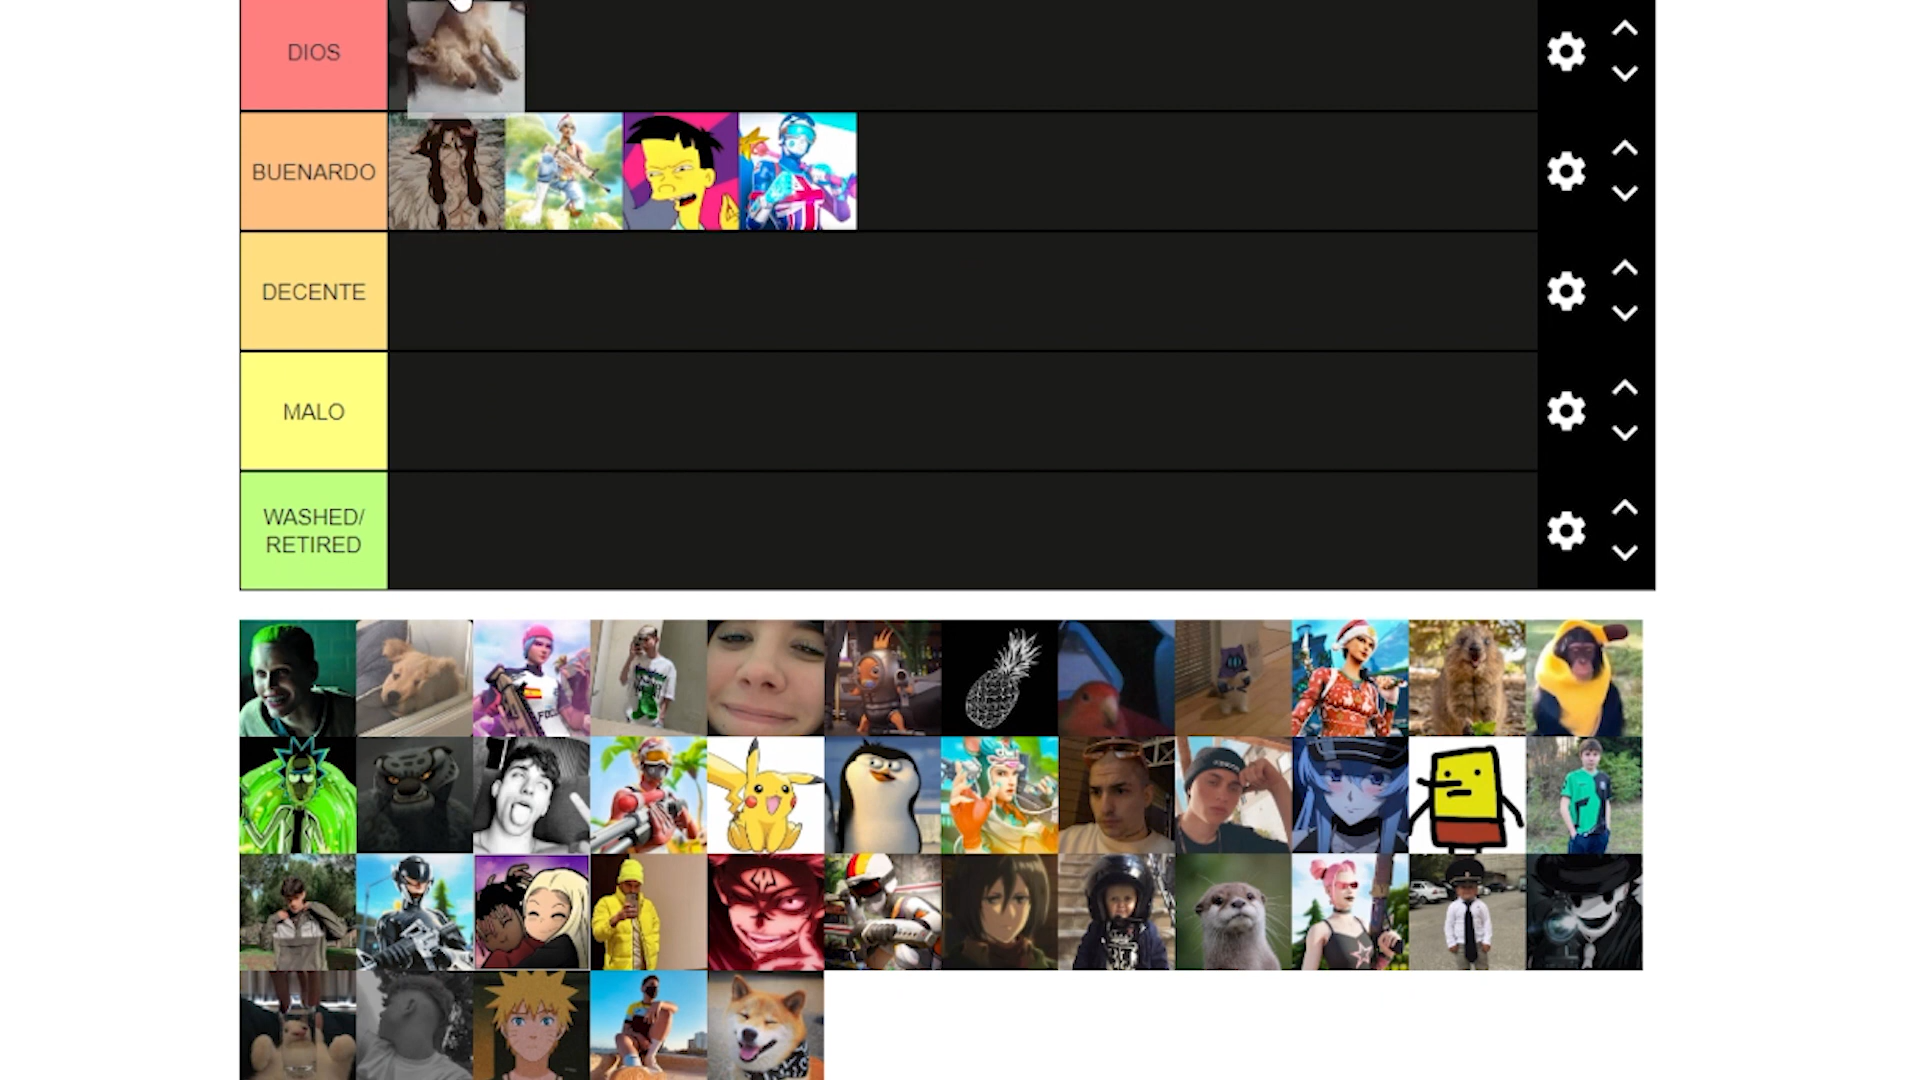 DIOS
BUENARDO
DECENTE
MALO
WASHED/
RETIRED